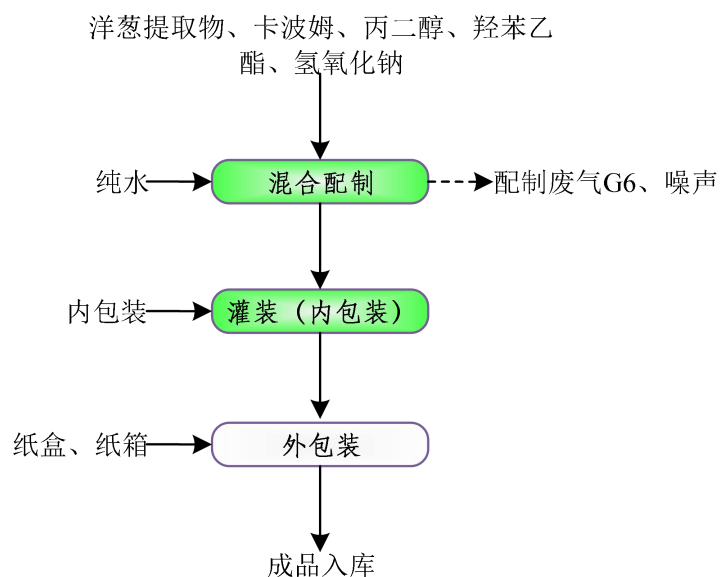 洋葱提取物、卡波姆、丙二醇、羟苯乙
酯、氢氧化钠
纯水
混合配制
配制废气G6、噪声
内包装
灌装（内包装）
纸盒、纸箱
外包装
成品入库